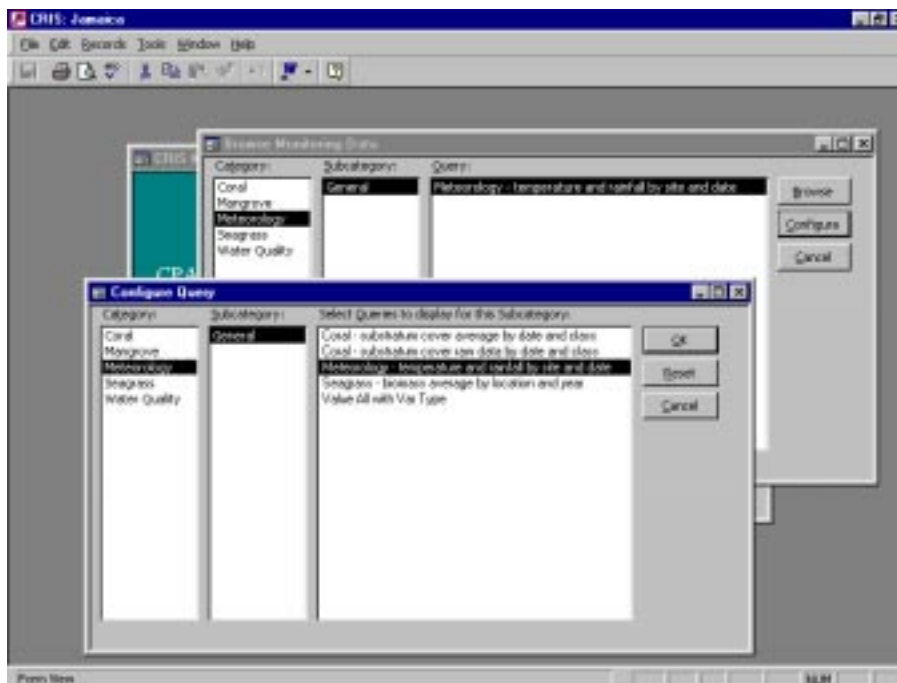 CRIS: Jamaica
File Edit Records Tools Window Help
Browse Monitoring Data
CRIS
Category: Subcategory: Query:
Coral
Mangrove
Meteorology
Seagrass
Water Quality
General
Meteorology - temperature and rainfall by site and date
Browse
Configure
Cancel
Configure Query
Category: Subcategory: Select Queries to display for this Subcategory:
Coral
Mangrove
Meteorology
Seagrass
Water Quality
General
Coral - substratum cover average by date and class
Coral - substratum cover raw data by date and class
Meteorology - temperature and rainfall by site and date
Seagrass - biomass average by location and year
Value All with Var Type
OK
Reset
Cancel
Form View
NUM